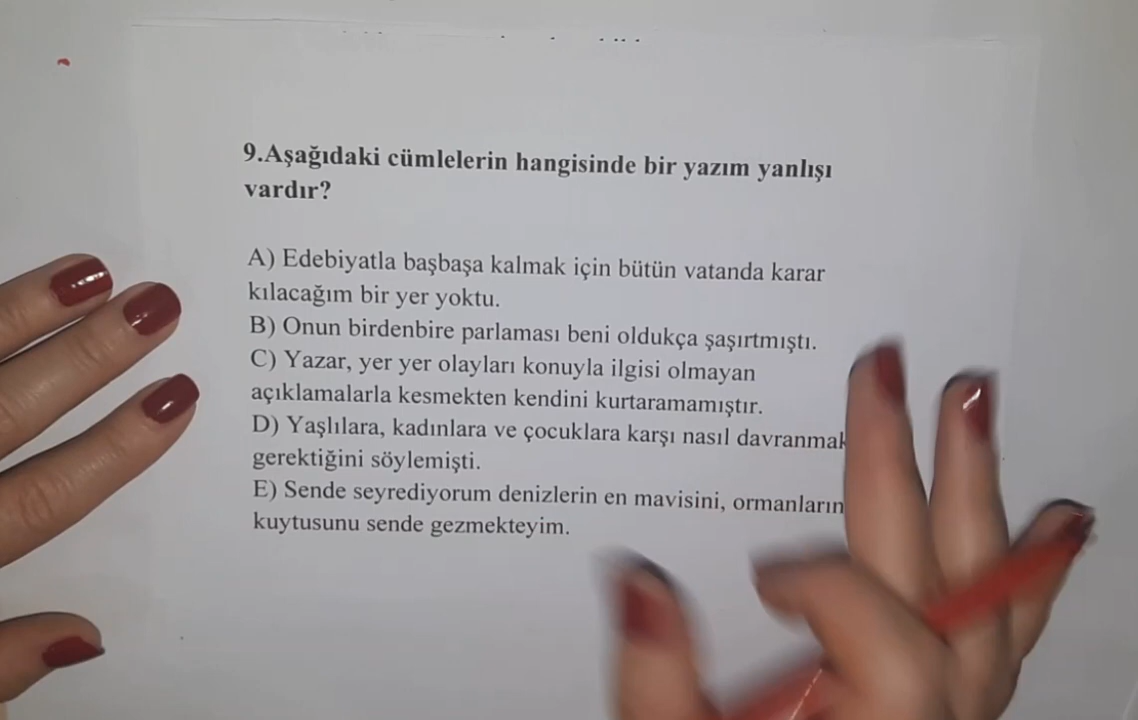 9.Aşağıdaki cümlelerin hangisinde bir yazım yanlışı
vardır?
A) Edebiyatla başbaşa kalmak için bütün vatanda karar
kılacağım bir yer yoktu.
B) Onun birdenbire parlaması beni oldukça şaşırtmıştı.
C) Yazar, yer yer olayları konuyla ilgisi olmayan
açıklamalarla kesmekten kendini kurtaramamıştır.
D) Yaşlılara, kadınlara ve çocuklara karşı nasıl davranmak
gerektiğini söylemişti.
E) Sende seyrediyorum denizlerin en mavisini, ormanların
kuytusunu sende gezmekteyim.